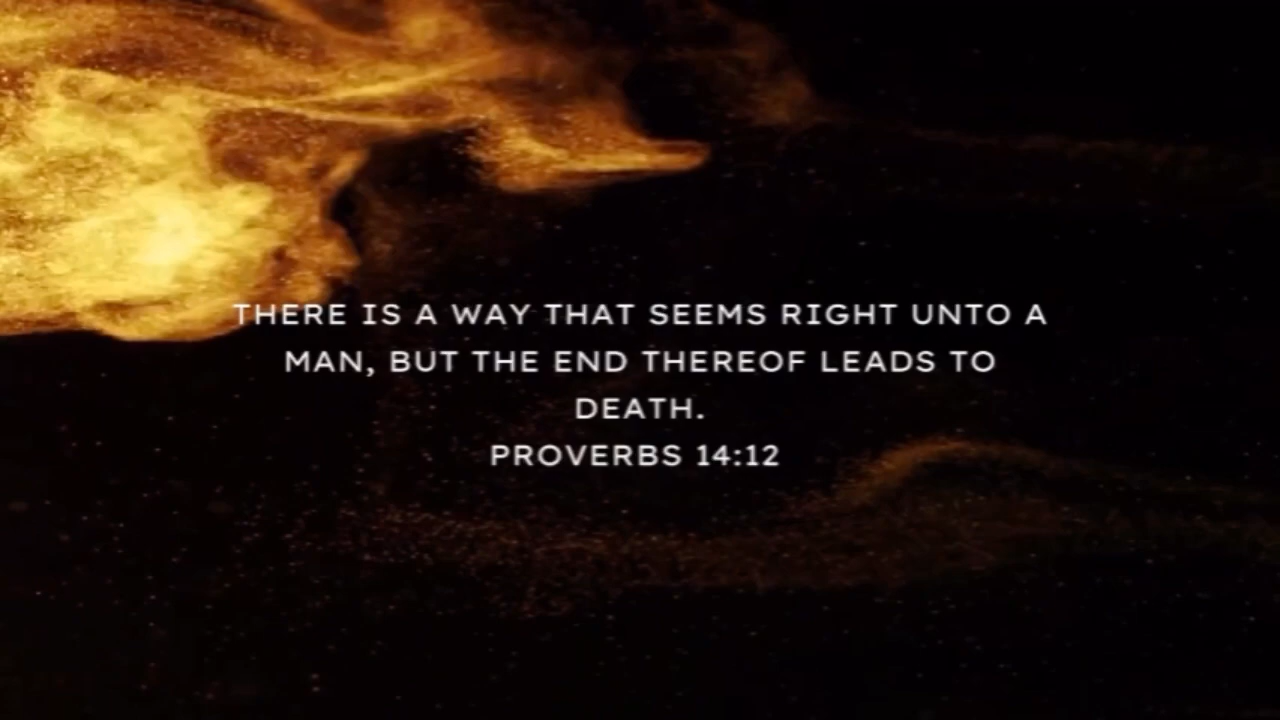 THERE IS A WAY THAT SEEMS RIGHT UNTO A
MAN, BUT THE END THEREOF LEADS TO
DEATH.
PROVERBS 14:12